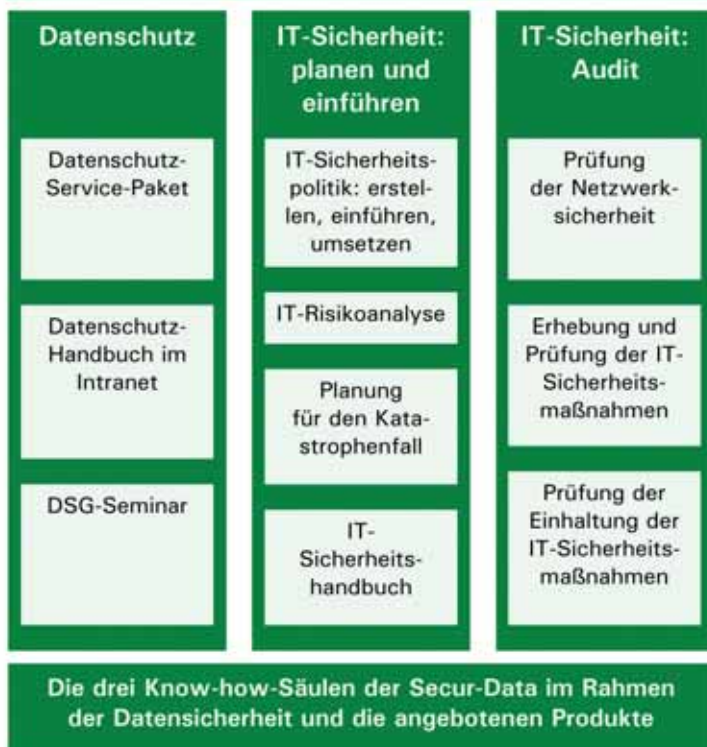 Datenschutz
Datenschutz-
Service-Paket
Datenschutz-
Handbuch im
Intranet
DSG-Seminar
IT-Sicherheit:
planen und
einführen
IT-Sicherheits-
politik: erstel-
len, einführen,
umsetzen
IT-Risikoanalyse
Planung
für den Kata-
strophenfall
IT-
Sicherheits-
handbuch
IT-Sicherheit:
Audit
Prüfung
der Netzwerk-
sicherheit
Erhebung und
Prüfung der IT-
Sicherheits-
maßnahmen
Prüfung der
Einhaltung der
IT-Sicherheits-
maßnahmen
Die drei Know-how-Säulen der Secur-Data im Rahmen
der Datensicherheit und die angebotenen Produkte